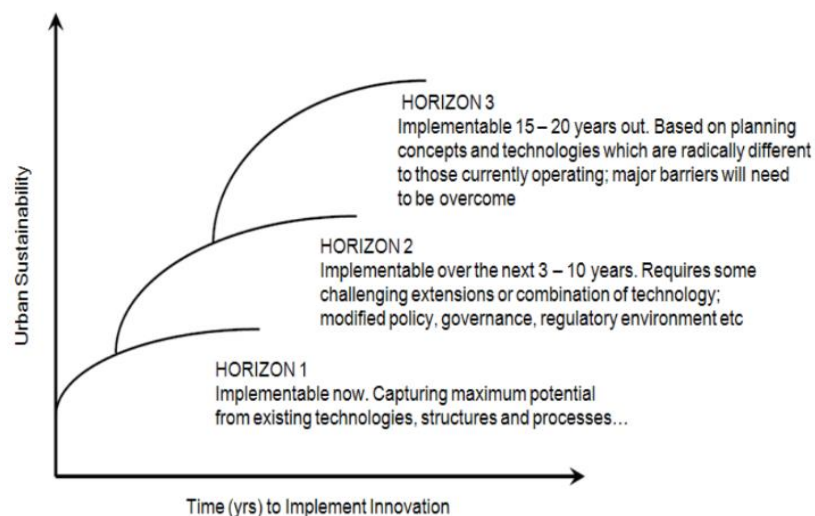 HORIZON 3
Implementable 15 – 20 years out. Based on planning
concepts and technologies which are radically different
to those currently operating; major barriers will need
to be overcome
HORIZON 2
Implementable over the next 3 – 10 years. Requires some
challenging extensions or combination of technology;
modified policy, governance, regulatory environment etc
HORIZON 1
Implementable now. Capturing maximum potential
from existing technologies, structures and processes…
Urban Sustainability
Time (yrs) to Implement Innovation